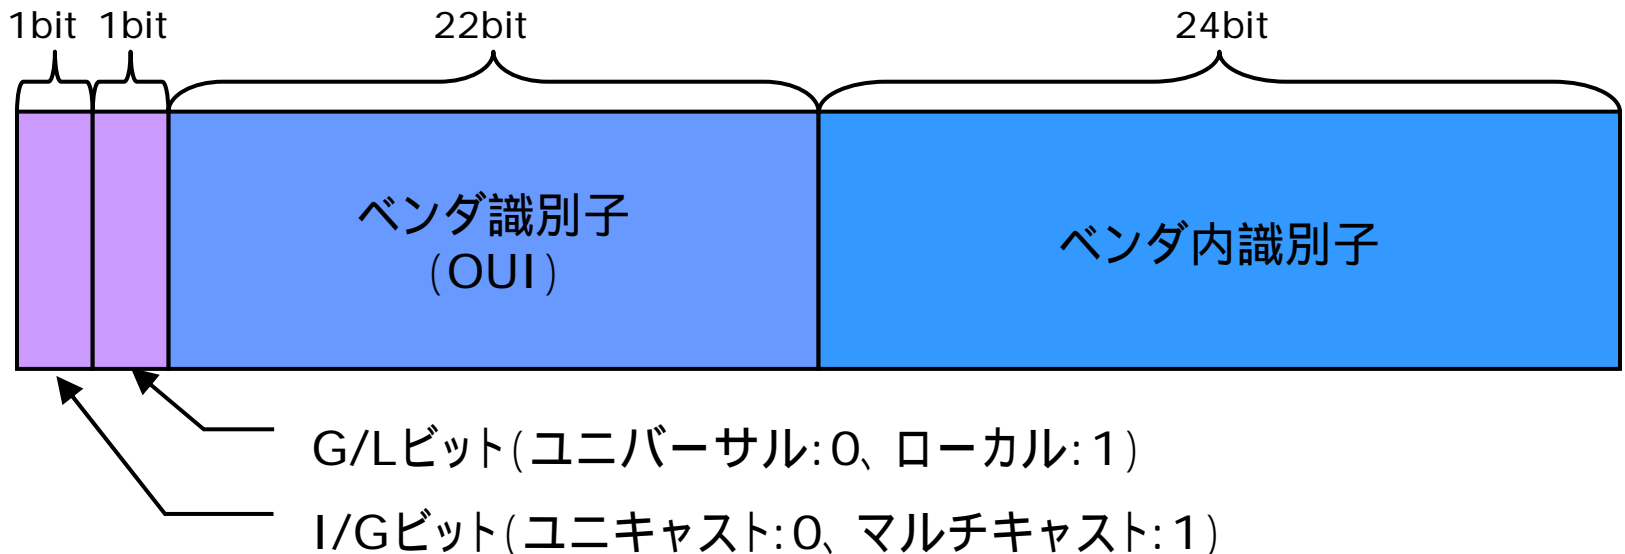 1bit 1bit 22bit 24bit
ベンダ識別子
(OUI)
ベンダ内識別子
G/Lビット(ユニバーサル:0、ローカル:1)
I/Gビット(ユニキャスト:0、マルチキャスト:1)